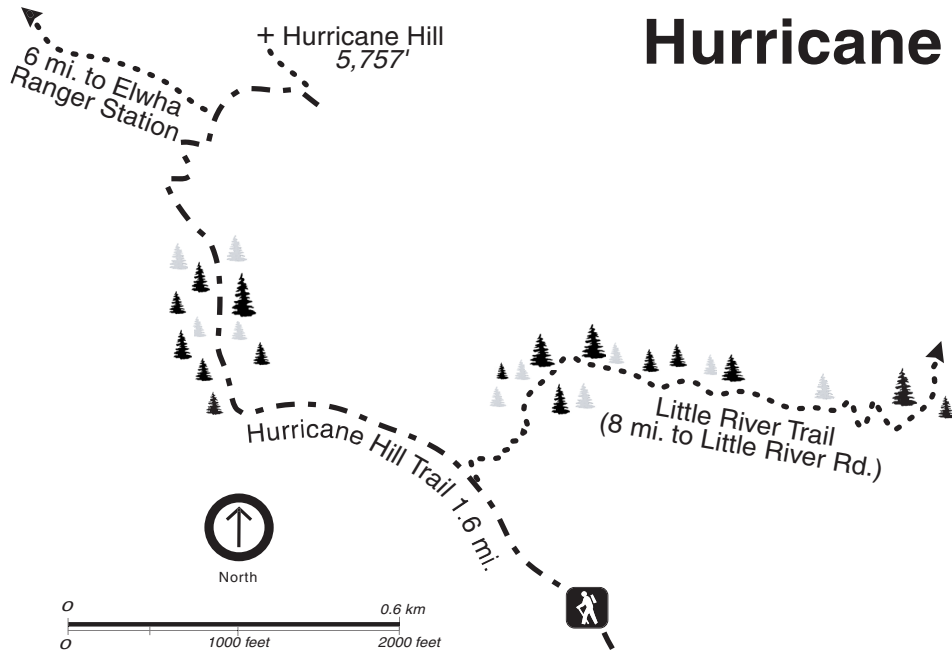 Hurricane
+ Hurricane Hill
5,757'
6 mi. to Elwha
Ranger Station
Little River Trail
(8 mi. to Little River Rd.)
Hurricane Hill Trail 1.6 mi.
North
0 0.6 km
0 1000 feet 2000 feet